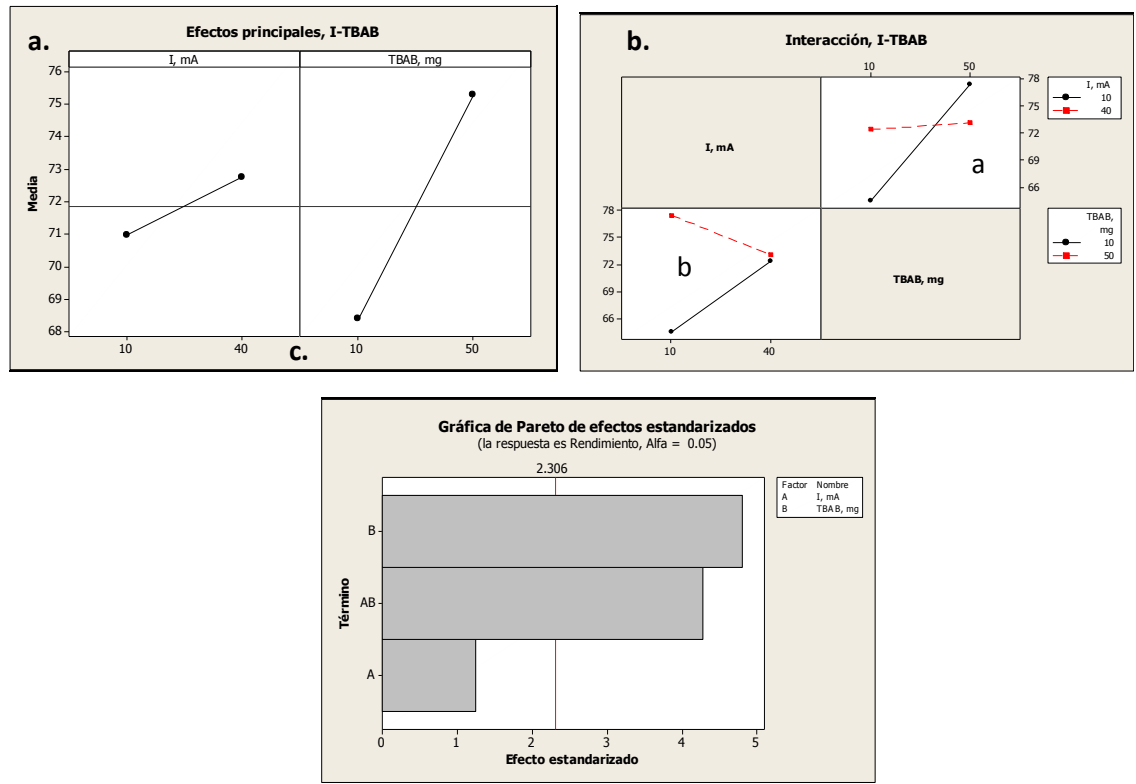 a.
Efectos principales, I-TBAB
I, mA
TBAB, mg
76
75
74
73
72
71
70
69
68
Media
10
40
10
50
c.
b.
Interacción, I-TBAB
10
50
I, mA
a
78
75
72
69
66
I, mA
10
40
78
75
72
69
66
b
TBAB, mg
TBAB,
mg
10
50
10
40
Gráfica de Pareto de efectos estandarizados
(la respuesta es Rendimiento, Alfa = 0.05)
2.306
Término
B
AB
A
0 1 2 3 4 5
Efecto estandarizado
Factor Nombre
A I, mA
B TBAB, mg